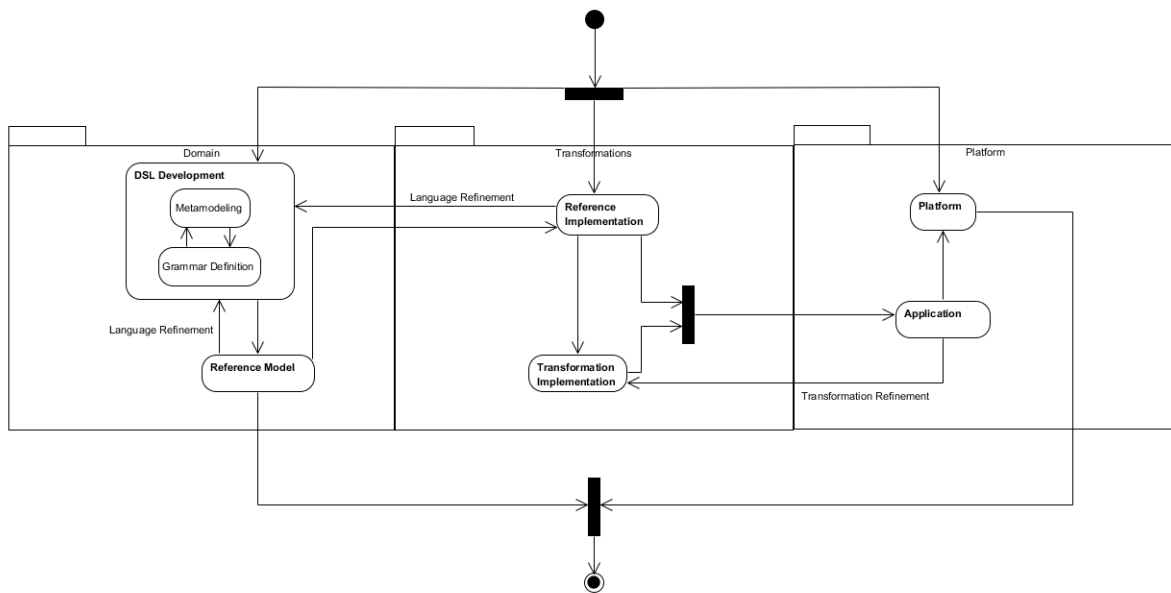 Domain
Transformations
Platform
DSL Development
Metamodeling
Grammar Definition
Language Refinement
Reference
Implementation
Platform
Language Refinement
Reference Model
Transformation
Implementation
Application
Transformation Refinement